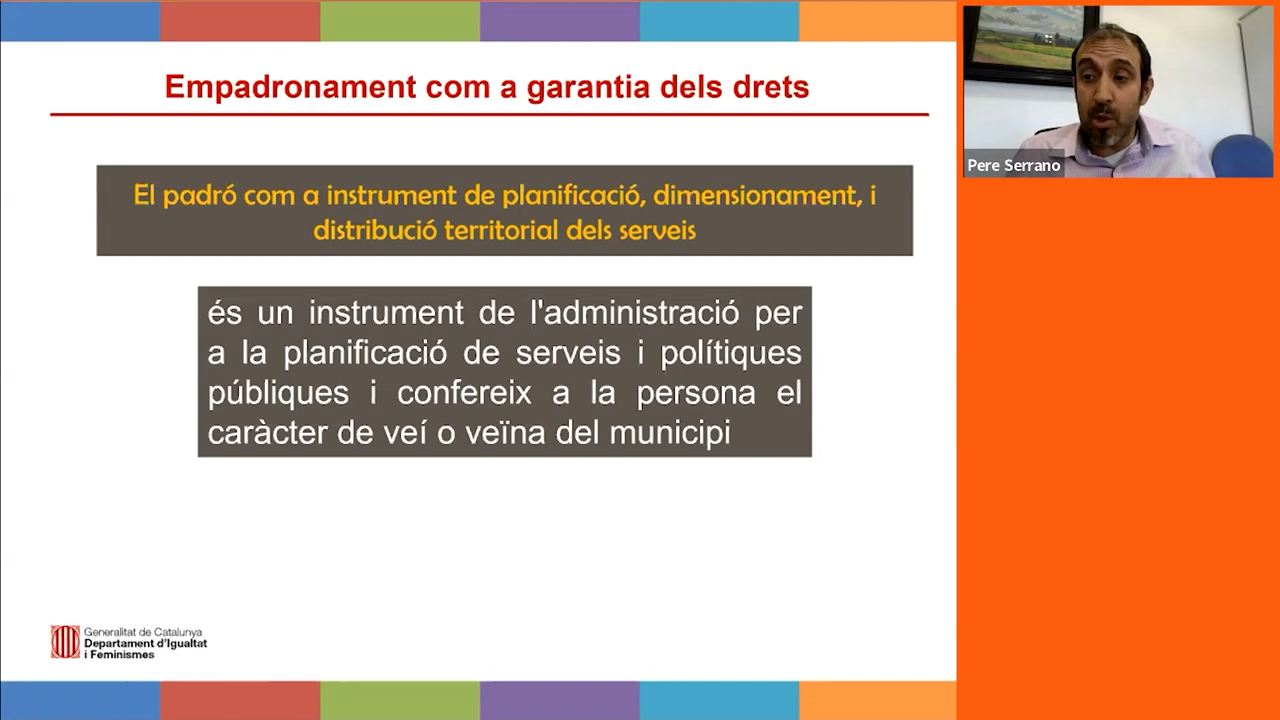 Empadronament com a garantia dels drets
El padró com a instrument de planificació, dimensionament, i
distribució territorial dels serveis
és un instrument de l'administració per
a la planificació de serveis i polítiques
públiques i confereix a la persona el
caràcter de veí o veïna del municipi
Generalitat de Catalunya
Departament d'Igualtat
i Feminismes
Pere Serrano